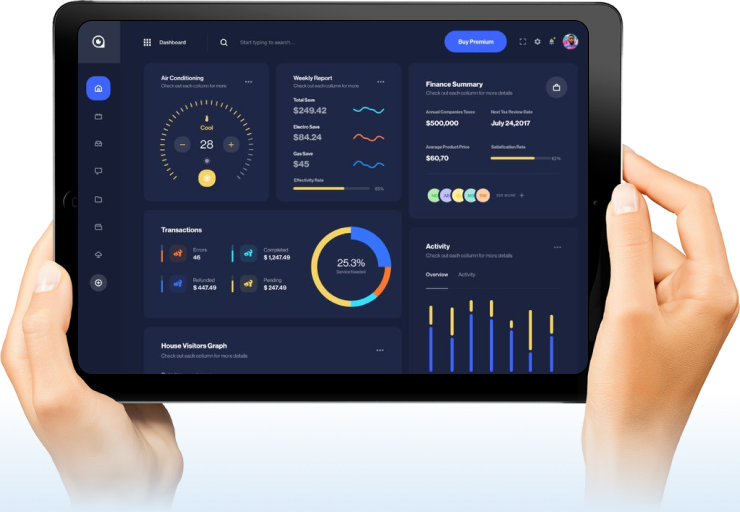 Dashboard
Start typing to search...
Buy Premium
Air Conditioning
Check out each column for more
Cool
28
Weekly Report
Check out each column for more
Total Save
$249.42
Electro Save
$84.24
Gas Save
$45
Effectivity Rate
Finance Summary
Check out each column for more details
Annual Companies Taxes
$500,000
Next Tax Review Date
July 24,2017
Average Product Price
$60,70
Satisfaction Rate
Transactions
Errors
46
Completed
$ 1,247.49
Refunded
$ 447.49
Pending
$ 247.49
25.3%
Service Needed
Activity
Check out each column for more details
Overview
Activity
House Visitors Graph
Check out each column for more details